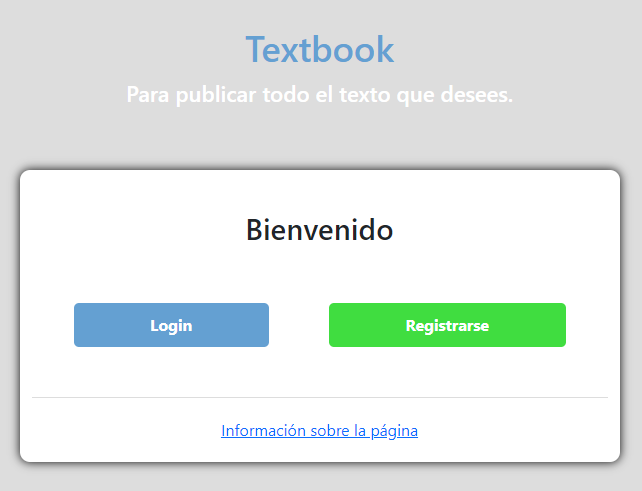 Textbook
Para publicar todo el texto que desees.
Bienvenido
Login
Registrarse
Información sobre la página